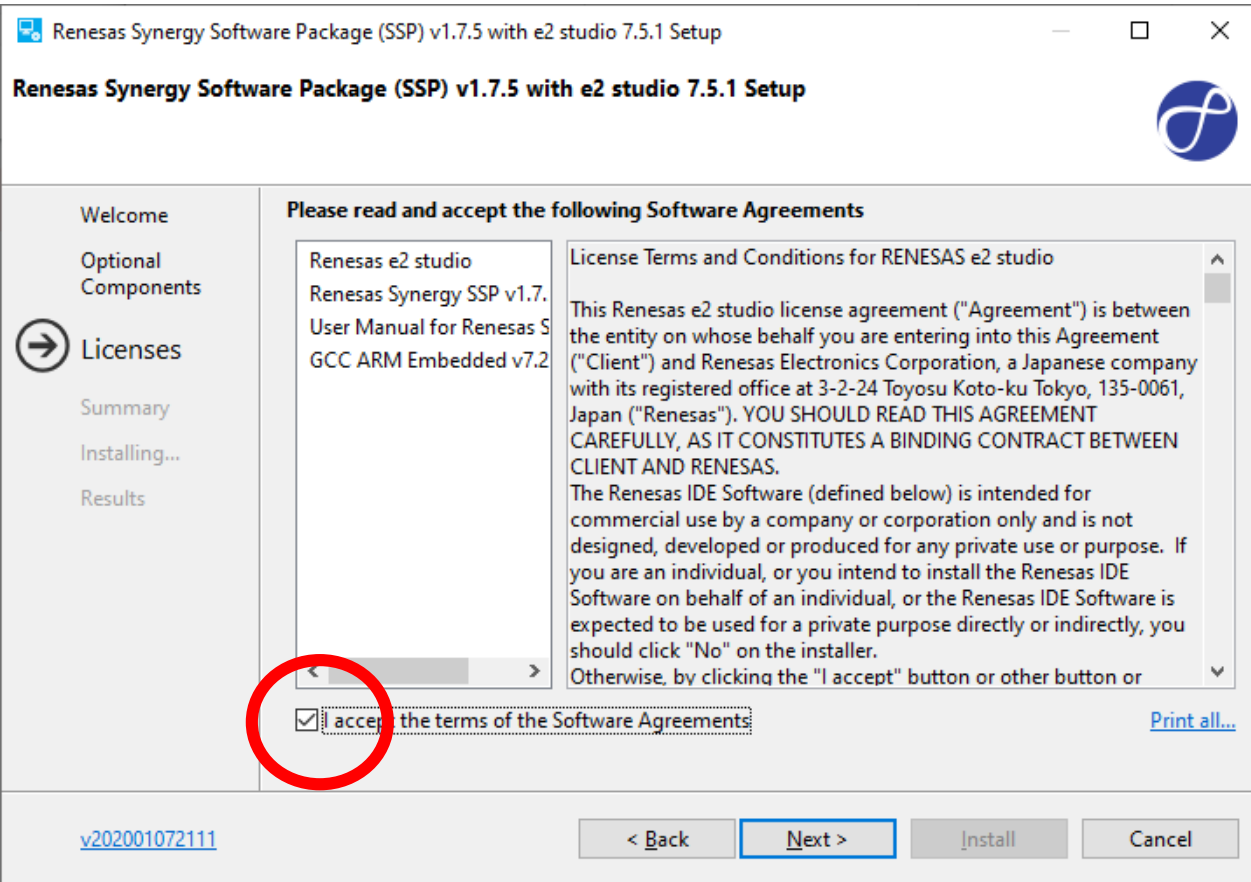 Renesas Synergy Software Package (SSP) v1.7.5 with e2 studio 7.5.1 Setup
Renesas Synergy Software Package (SSP) v1.7.5 with e2 studio 7.5.1 Setup
Welcome
Optional
Components
Licenses
Summary
Installing...
Results
Please read and accept the following Software Agreements
Renesas e2 studio
Renesas Synergy SSP v1.7.
User Manual for Renesas S
GCC ARM Embedded v7.2
License Terms and Conditions for RENESAS e2 studio
This Renesas e2 studio license agreement ("Agreement") is between
the entity on whose behalf you are entering into this Agreement
("Client") and Renesas Electronics Corporation, a Japanese company
with its registered office at 3-2-24 Toyosu Koto-ku Tokyo, 135-0061,
Japan ("Renesas"). YOU SHOULD READ THIS AGREEMENT
CAREFULLY, AS IT CONSTITUTES A BINDING CONTRACT BETWEEN
CLIENT AND RENESAS.
The Renesas IDE Software (defined below) is intended for
commercial use by a company or corporation only and is not
designed, developed or produced for any private use or purpose.  If
you are an individual, or you intend to install the Renesas IDE
Software on behalf of an individual, or the Renesas IDE Software is
expected to be used for a private purpose directly or indirectly, you
should click "No" on the installer.
Otherwise, by clicking the "I accept" button or other button or
I accept the terms of the Software Agreements
Print all...
v202001072111
< Back
Next >
Install
Cancel